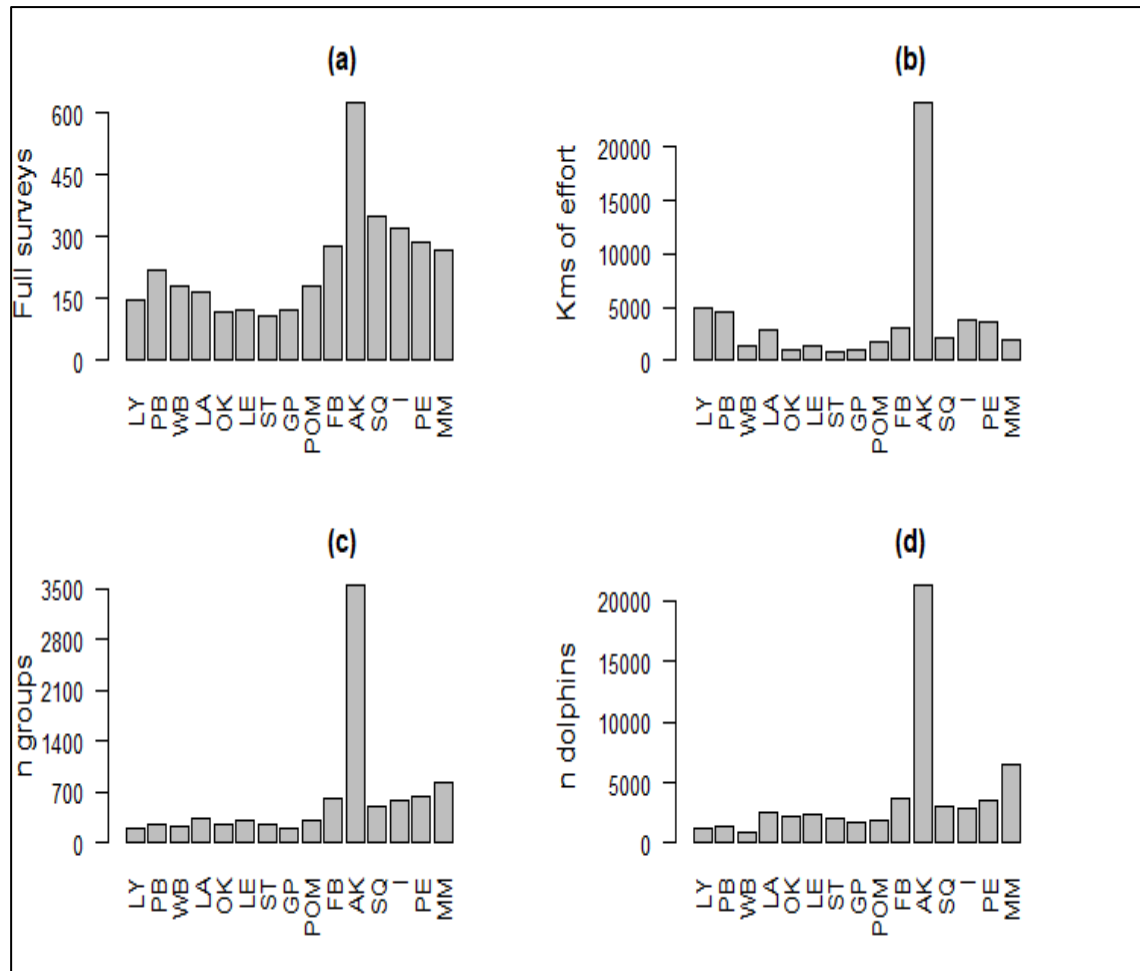 (a)
Full surveys
600
450
300
150
0
LY PB WB LA OK LE ST GP POM FB AK SQ I PE MM
(b)
Kms of effort
20000
15000
10000
5000
0
LY PB WB LA OK LE ST GP POM FB AK SQ I PE MM
(c)
n groups
3500
2800
2100
1400
700
0
LY PB WB LA OK LE ST GP POM FB AK SQ I PE MM
(d)
n dolphins
20000
15000
10000
5000
0
LY PB WB LA OK LE ST GP POM FB AK SQ I PE MM